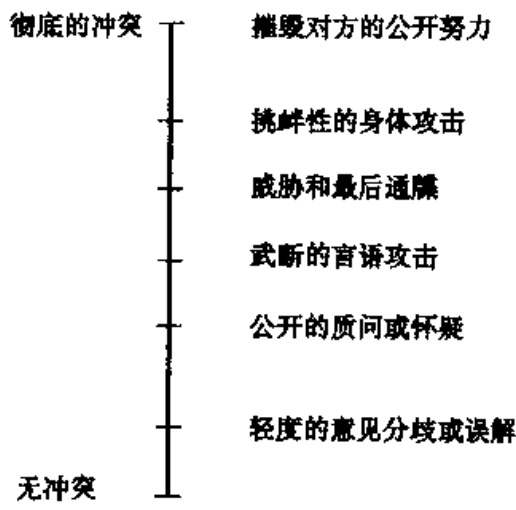 彻底的冲突 摧毁对方的公开努力
挑衅性的身体攻击
威胁和最后通牒
武断的言语攻击
公开的质问或怀疑
轻度的意见分歧或误解
无冲突